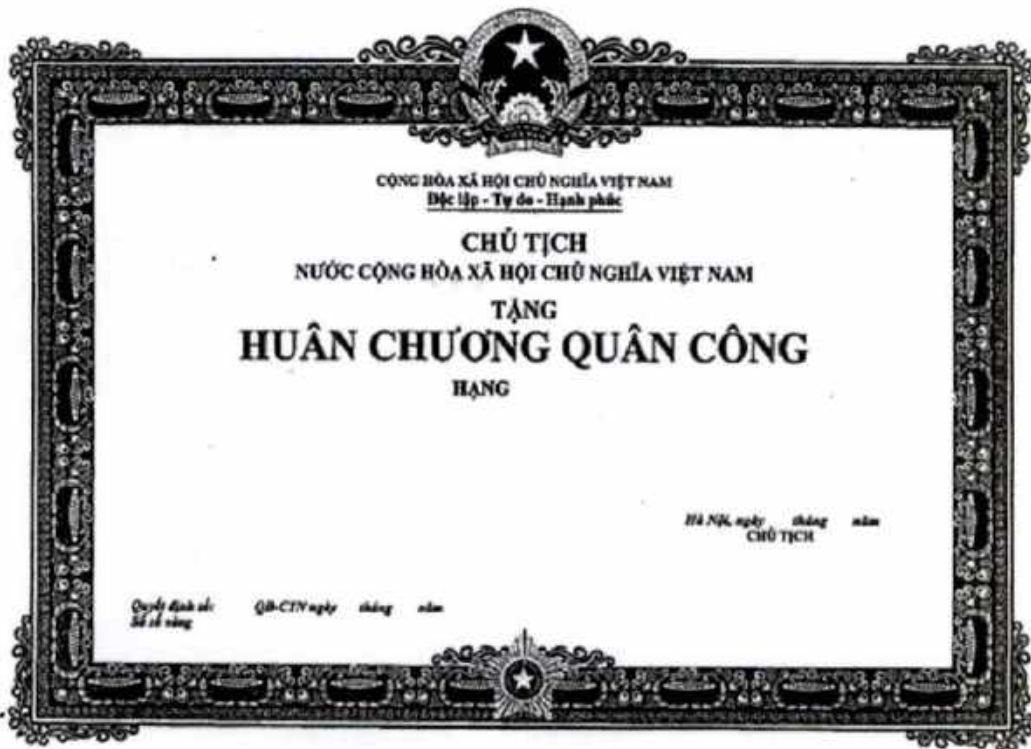 CỘNG HÒA XÃ HỘI CHỦ NGHĨA VIỆT NAM
Độc lập - Tự do - Hạnh phúc
CHỦ TỊCH
NƯỚC CỘNG HÒA XÃ HỘI CHỦ NGHĨA VIỆT NAM
TẶNG
HUÂN CHƯƠNG QUÂN CÔNG
HẠNG
Hà Nội, ngày tháng năm
CHỦ TỊCH
Quyết định số: QĐ-CTN ngày tháng năm
Số sổ vàng